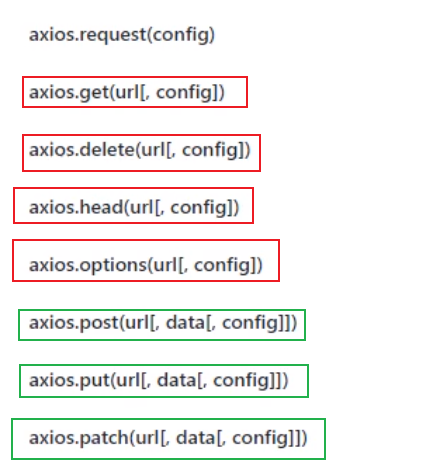 axios.request(config)
axios.get(url[, config])
axios.delete(url[, config])
axios.head(url[, config])
axios.options(url[, config])
axios.post(url[, data[, config]])
axios.put(url[, data[, config]])
axios.patch(url[, data[, config]])